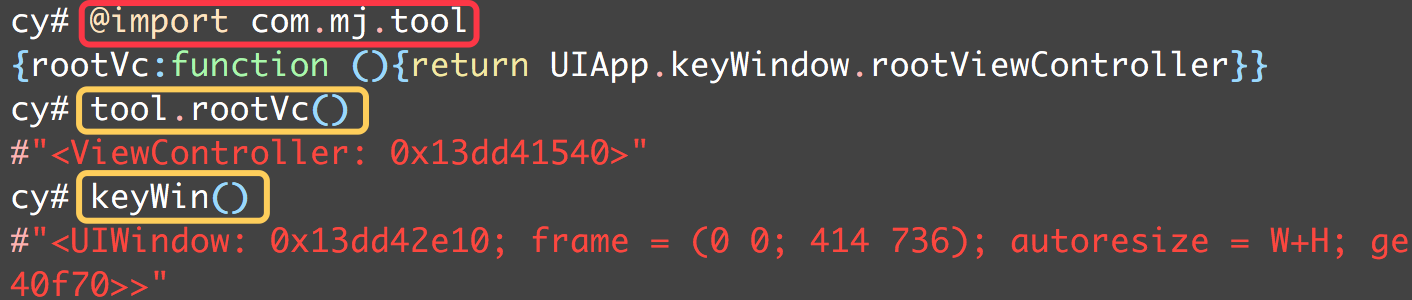 cy# @import com.mj.tool
{rootVc:function (){return UIApp.keyWindow.rootViewController}}
cy# tool.rootVc()
#"<ViewController: 0x13dd41540>"
cy# keyWin()
#"<UIWindow: 0x13dd42e10; frame = (0 0; 414 736); autoresize = W+H; ge
40f70>>"